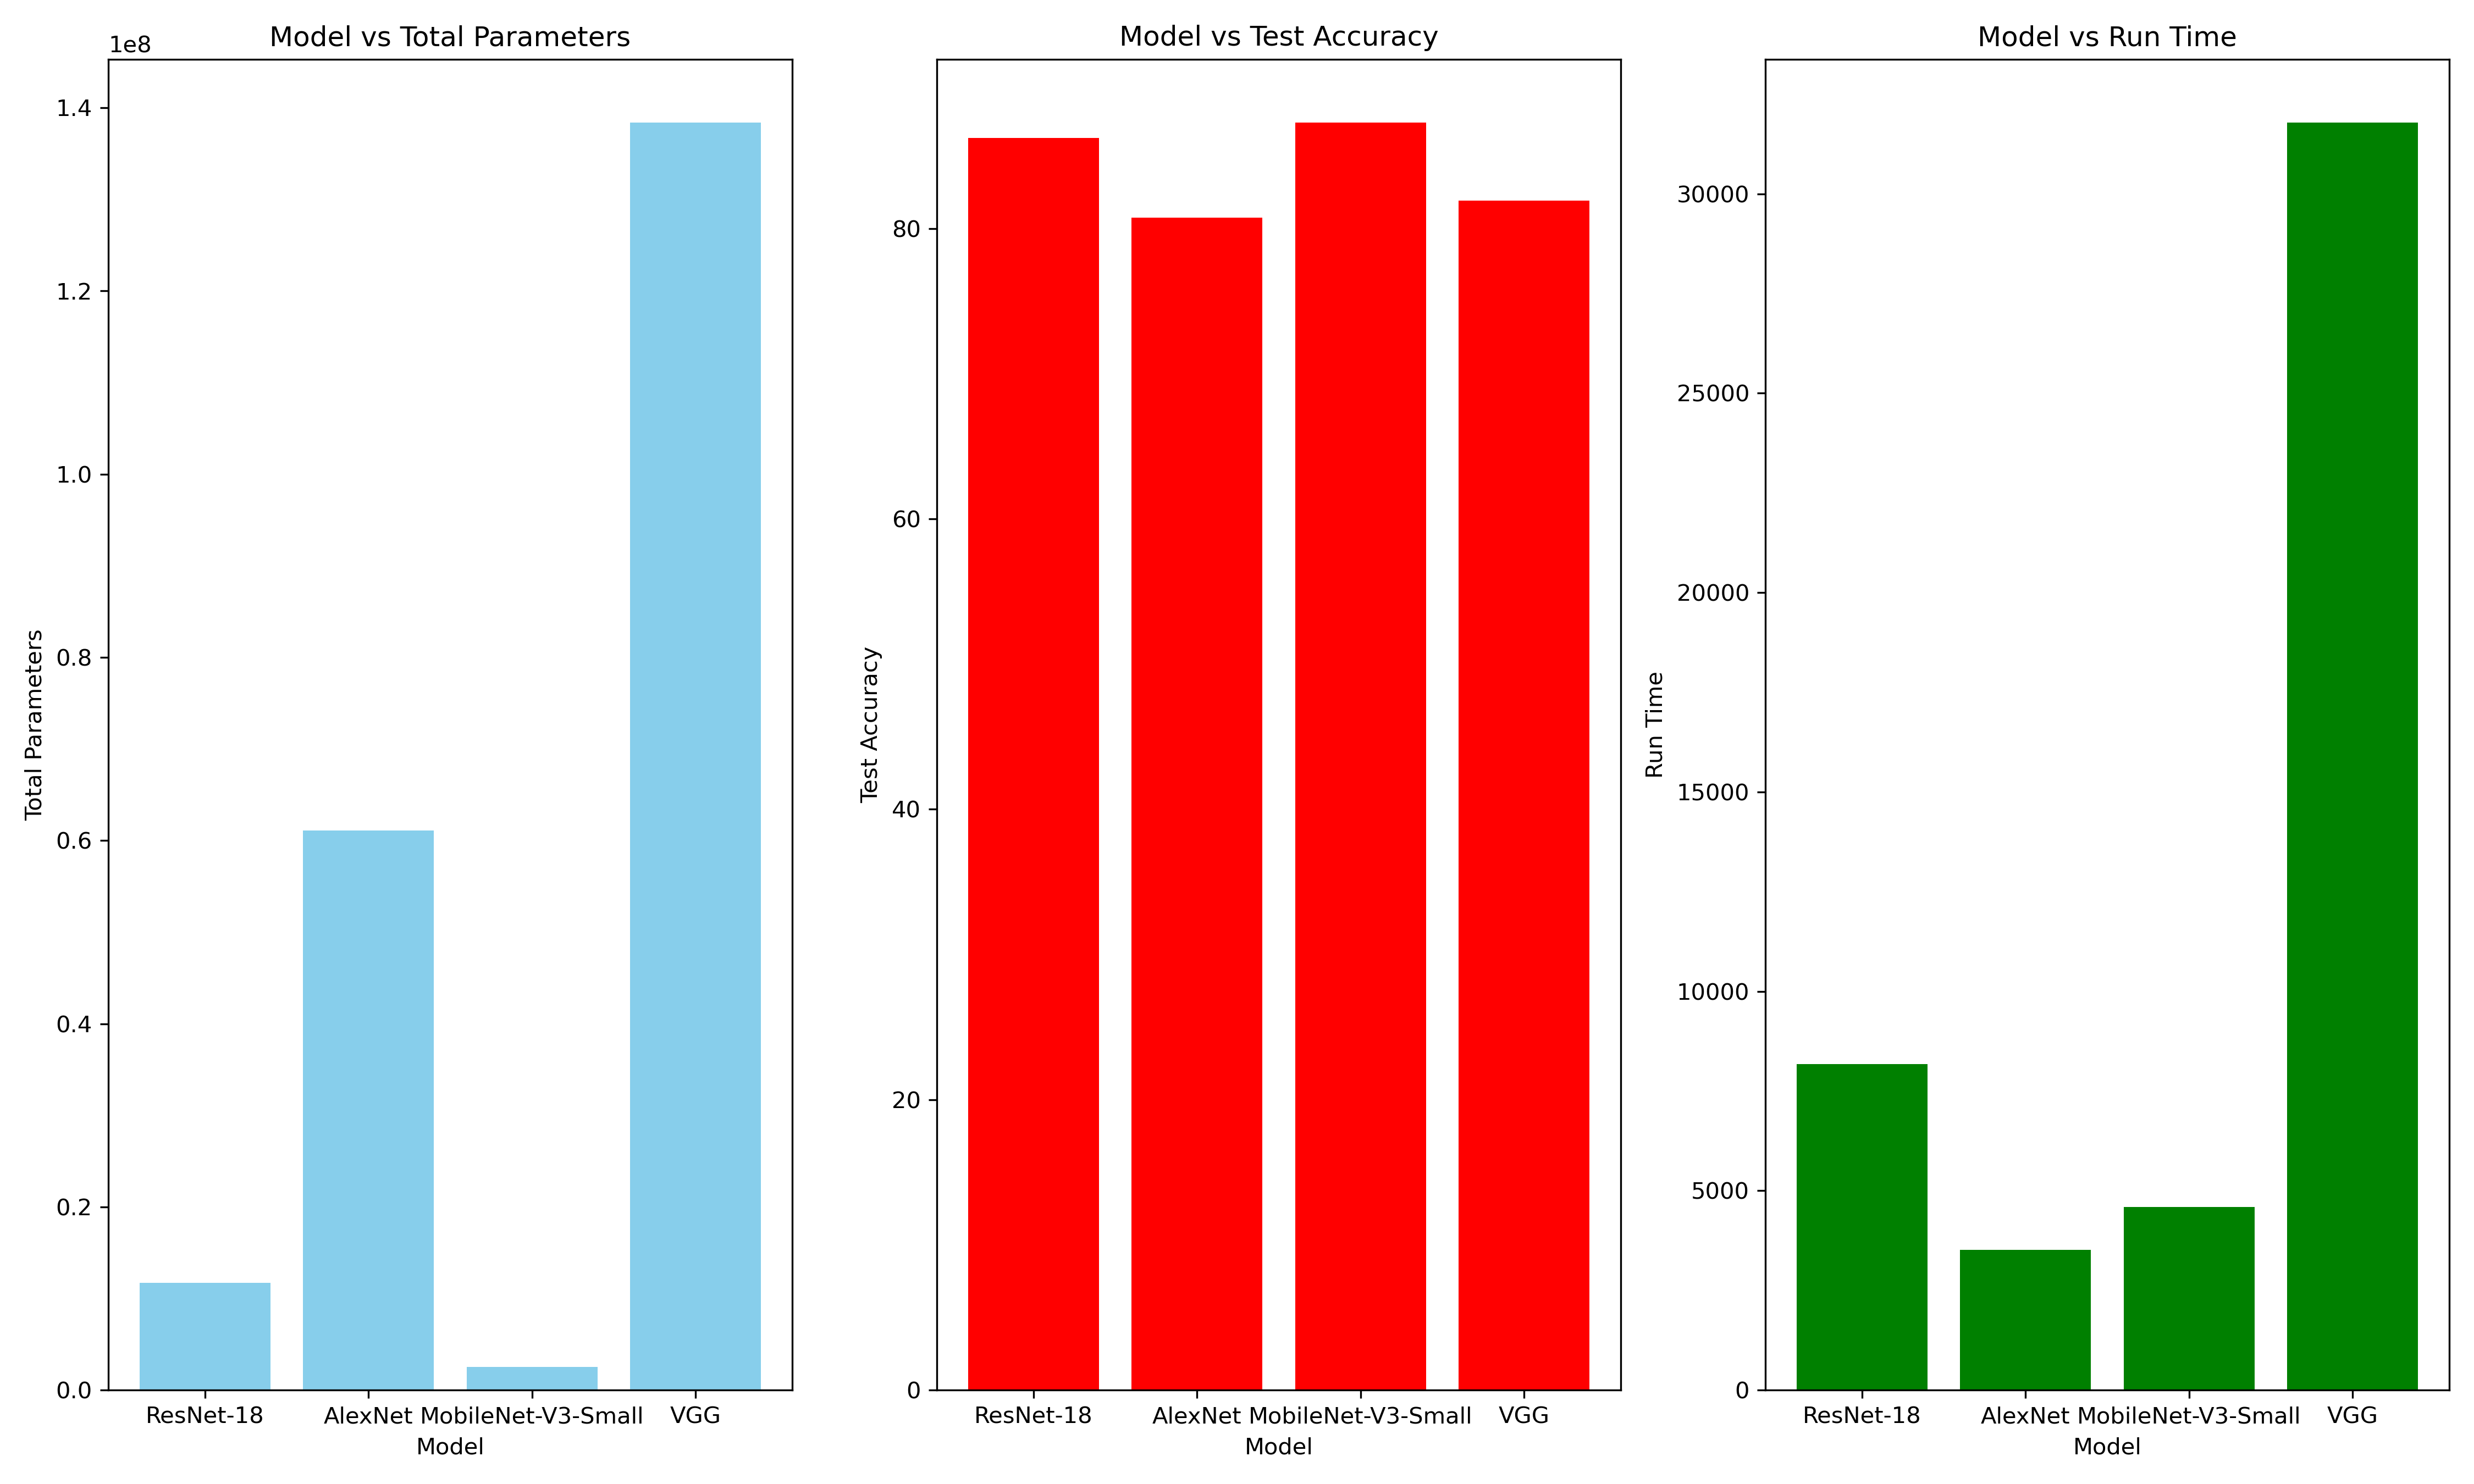 Model vs Total Parameters
1e8
1.4
1.2
1.0
0.8
0.6
0.4
0.2
0.0
Total Parameters
ResNet-18 AlexNet MobileNet-V3-Small VGG
Model
Model vs Test Accuracy
80
60
40
20
0
Test Accuracy
ResNet-18 AlexNet MobileNet-V3-Small VGG
Model
Model vs Run Time
30000
25000
20000
15000
10000
5000
0
Run Time
ResNet-18 AlexNet MobileNet-V3-Small VGG
Model